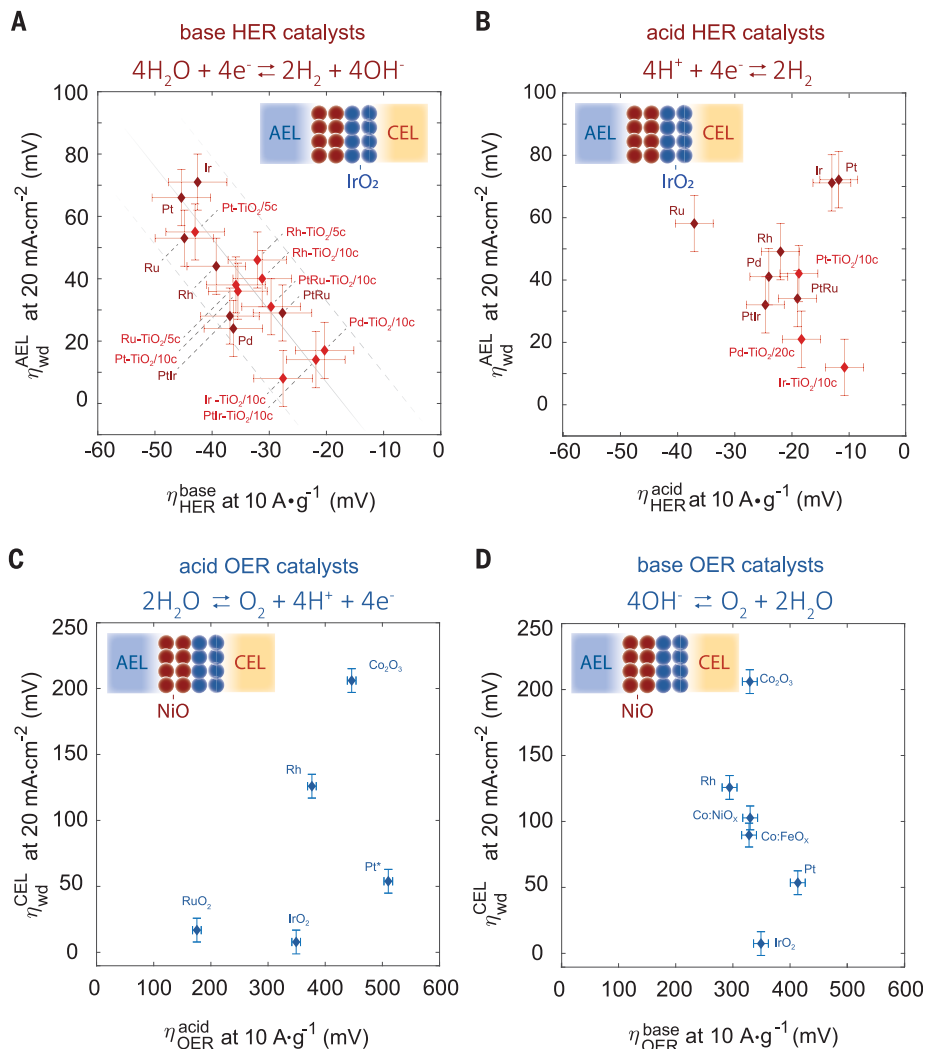 A
base HER catalysts
4H₂O + 4e⁻ ⇄ 2H₂ + 4OH⁻
100
80
60
40
20
0
-60
-50
-40
-30
-20
-10
0
η_wd^AEL at 20 mA•cm⁻² (mV)
η_HER^base at 10 A•g⁻¹ (mV)
AEL
CEL
IrO₂
Ir
Pt
Pt-TiO₂/5c
Rh-TiO₂/5c
Rh-TiO₂/10c
Ru
PtRu-TiO₂/10c
Rh
PtRu
Pd-TiO₂/10c
Ru-TiO₂/5c
Pd
Pt-TiO₂/10c
PtIr
Ir -TiO₂/10c
PtIr-TiO₂/10c
B
acid HER catalysts
4H⁺ + 4e⁻ ⇄ 2H₂
100
80
60
40
20
0
-60
-50
-40
-30
-20
-10
0
η_wd^AEL at 20 mA•cm⁻² (mV)
η_HER^acid at 10 A•g⁻¹ (mV)
AEL
CEL
IrO₂
Ir
Pt
Ru
Rh
Pt-TiO₂/10c
Pd
PtRu
PtIr
Pd-TiO₂/20c
Ir-TiO₂/10c
C
acid OER catalysts
2H₂O ⇄ O₂ + 4H⁺ + 4e⁻
250
200
150
100
50
0
0
100
200
300
400
500
600
η_wd^CEL at 20 mA•cm⁻² (mV)
η_OER^acid at 10 A•g⁻¹ (mV)
AEL
CEL
NiO
Co₂O₃
Rh
Pt*
RuO₂
IrO₂
D
base OER catalysts
4OH⁻ ⇄ O₂ + 2H₂O
250
200
150
100
50
0
0
100
200
300
400
500
600
η_wd^CEL at 20 mA•cm⁻² (mV)
η_OER^base at 10 A•g⁻¹ (mV)
AEL
CEL
NiO
Co₂O₃
Rh
Co:NiOₓ
Co:FeOₓ
Pt
IrO₂